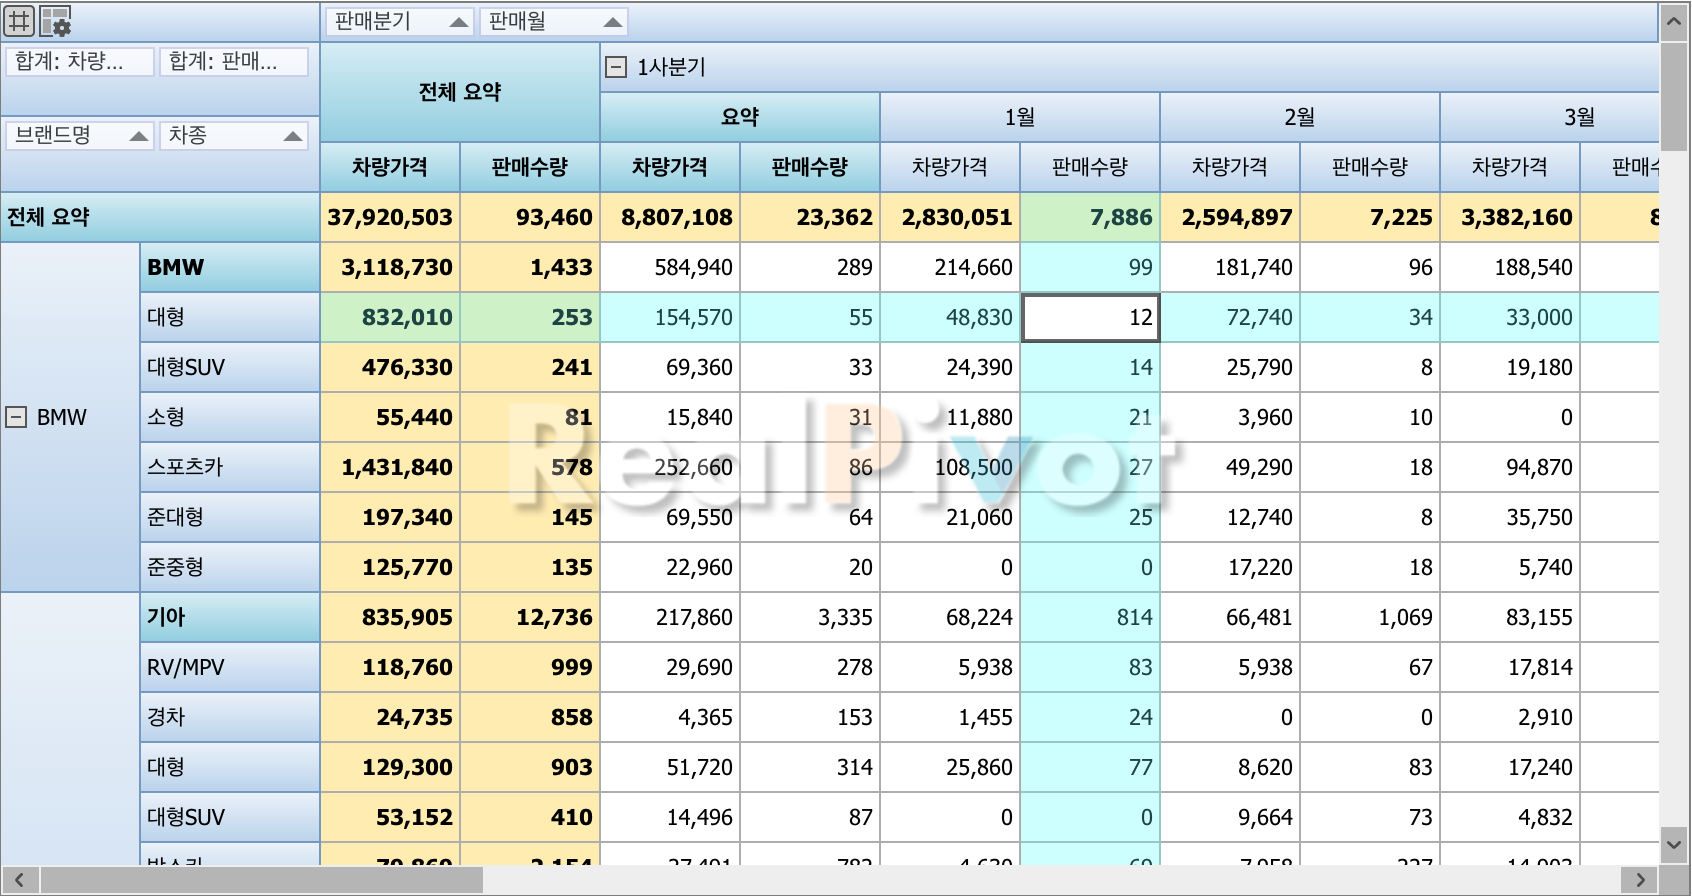 판매분기 판매월
합계: 차량... 합계: 판매...
브랜드명 차종
전체 요약 1사분기
요약 1월 2월 3월
차량가격 판매수량 차량가격 판매수량 차량가격 판매수량 차량가격 판매수량 차량가격
전체 요약 37,920,503 93,460 8,807,108 23,362 2,830,051 7,886 2,594,897 7,225 3,382,160
BMW
BMW 3,118,730 1,433 584,940 289 214,660 99 181,740 96 188,540
대형 832,010 253 154,570 55 48,830 12 72,740 34 33,000
대형SUV 476,330 241 69,360 33 24,390 14 25,790 8 19,180
소형 55,440 81 15,840 31 11,880 21 3,960 10 0
스포츠카 1,431,840 578 252,660 86 108,500 27 49,290 18 94,870
준대형 197,340 145 69,550 64 21,060 25 12,740 8 35,750
준중형 125,770 135 22,960 20 0 0 17,220 18 5,740
기아 835,905 12,736 217,860 3,335 68,224 814 66,481 1,069 83,155
RV/MPV 118,760 999 29,690 278 5,938 83 5,938 67 17,814
경차 24,735 858 4,365 153 1,455 24 0 0 2,910
대형 129,300 903 51,720 314 25,860 77 8,620 83 17,240
대형SUV 53,152 410 14,496 87 0 0 9,664 73 4,832
RealPivot